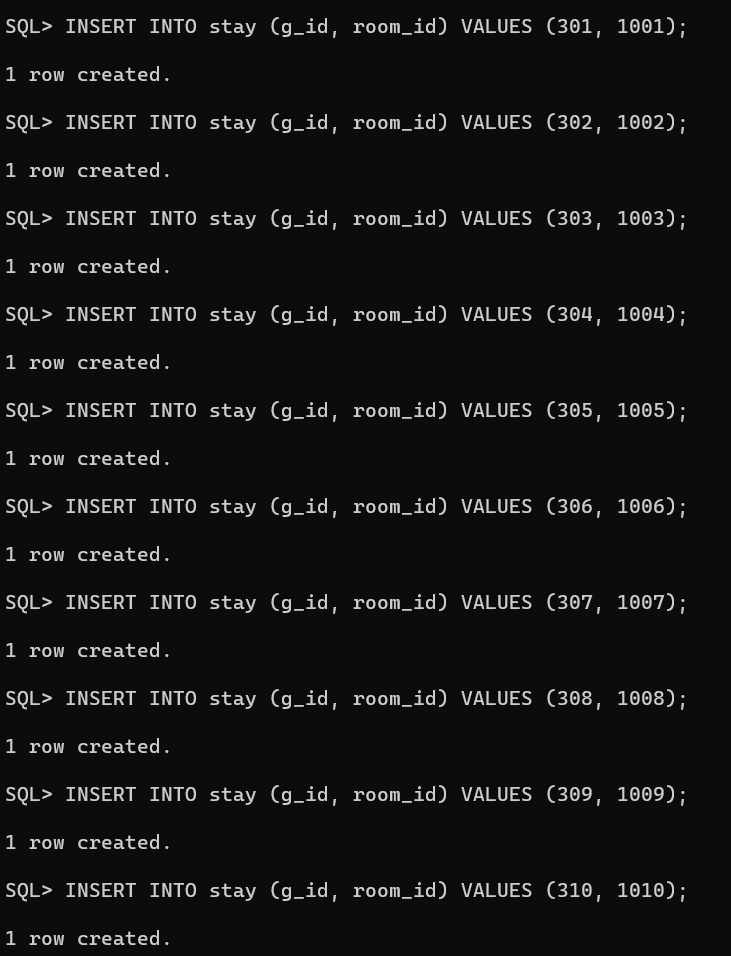 SQL> INSERT INTO stay (g_id, room_id) VALUES (301, 1001);
1 row created.
SQL> INSERT INTO stay (g_id, room_id) VALUES (302, 1002);
1 row created.
SQL> INSERT INTO stay (g_id, room_id) VALUES (303, 1003);
1 row created.
SQL> INSERT INTO stay (g_id, room_id) VALUES (304, 1004);
1 row created.
SQL> INSERT INTO stay (g_id, room_id) VALUES (305, 1005);
1 row created.
SQL> INSERT INTO stay (g_id, room_id) VALUES (306, 1006);
1 row created.
SQL> INSERT INTO stay (g_id, room_id) VALUES (307, 1007);
1 row created.
SQL> INSERT INTO stay (g_id, room_id) VALUES (308, 1008);
1 row created.
SQL> INSERT INTO stay (g_id, room_id) VALUES (309, 1009);
1 row created.
SQL> INSERT INTO stay (g_id, room_id) VALUES (310, 1010);
1 row created.